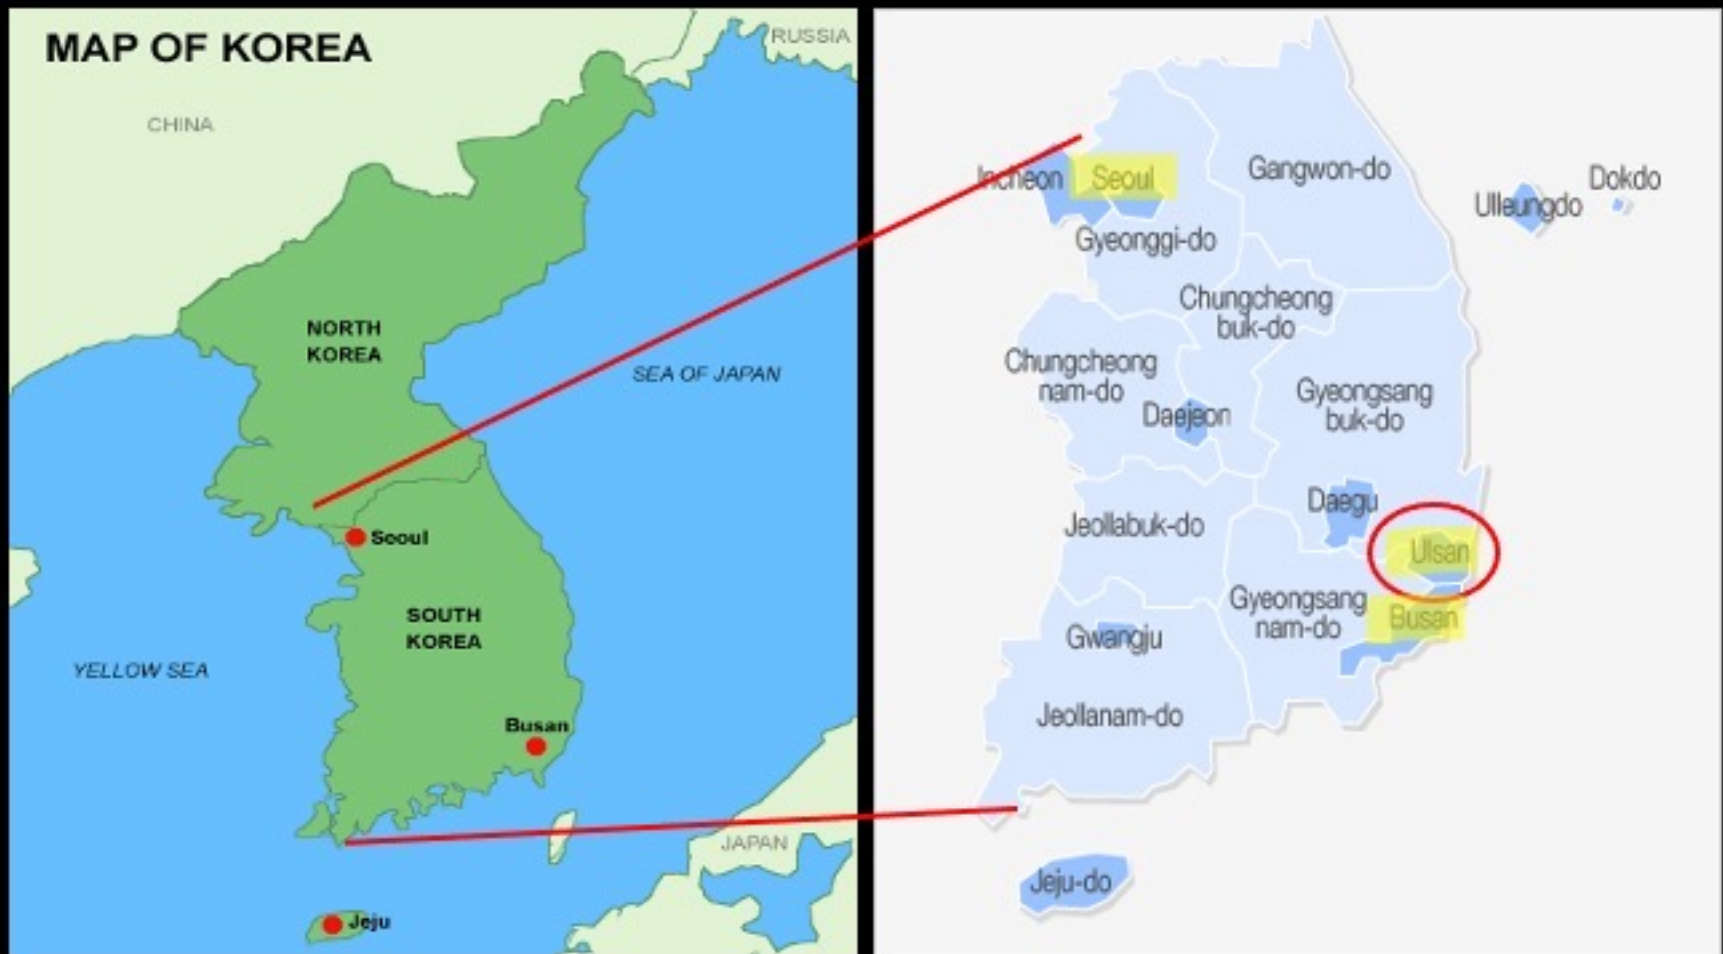 MAP OF KOREA
RUSSIA
CHINA
NORTH
KOREA
SEA OF JAPAN
Seoul
SOUTH
KOREA
YELLOW SEA
Busan
JAPAN
Jeju
Incheon
Seoul
Gangwon-do
Dokdo
Ulleungdo
Gyeonggi-do
Chungcheong
buk-do
Chungcheong
nam-do
Gyeongsang
buk-do
Daejeon
Daegu
Jeollabuk-do
Ulsan
Gyeongsang
nam-do
Busan
Gwangju
Jeollanam-do
Jeju-do